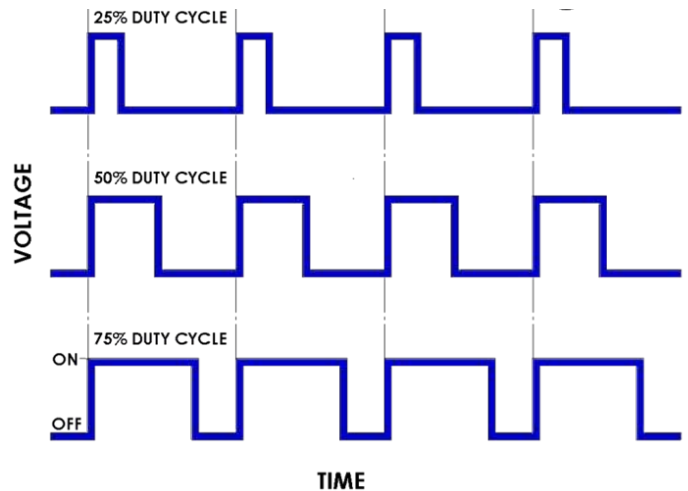 25% DUTY CYCLE
50% DUTY CYCLE
VOLTAGE
75% DUTY CYCLE
ON
OFF
TIME